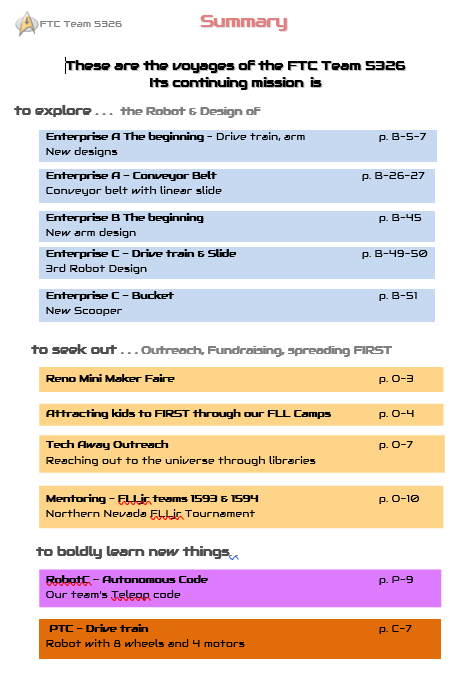 FTC Team 5326
Summary
These are the voyages of the FTC Team 5326
Its continuing mission is
to explore . . . the Robot & Design of
Enterprise A The beginning - Drive train, arm p. B-5-7
New designs
Enterprise A - Conveyor Belt p. B-26-27
Conveyor belt with linear slide
Enterprise B The beginning p. B-45
New arm design
Enterprise C - Drive train & Slide p. B-49-50
3rd Robot Design
Enterprise C - Bucket p. B-51
New Scooper
to seek out . . . Outreach, Fundraising, spreading FIRST
Reno Mini Maker Faire p. O-3
Attracting kids to FIRST through our FLL Camps p. O-4
Tech Away Outreach p. O-7
Reaching out to the universe through libraries
Mentoring - FLLjr teams 1593 & 1594 p. O-10
Northern Nevada FLLjr Tournament
to boldly learn new things
RobotC - Autonomous Code p. P-9
Our team's Teleop code
PTC - Drive train p. C-7
Robot with 8 wheels and 4 motors